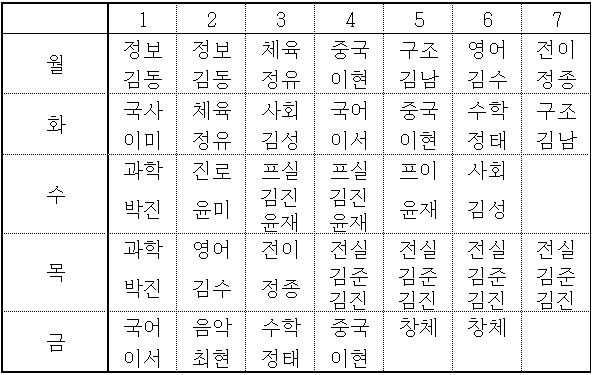 1 2 3 4 5 6 7
월 정보 정보 체육 중국 구조 영어 전이
김동 김동 정유 이현 김남 김수 정종
화 국사 체육 사회 국어 중국 수학 구조
이미 정유 김성 이서 이현 정태 김남
수 과학 진로 프실 프실 프이 사회
박진 윤미 김진 김진 윤재 김성
윤재 윤재
목 과학 영어 전이 전실 전실 전실 전실
박진 김수 정종 김준 김준 김준 김준
김진 김진 김진 김진
금 국어 음악 수학 중국 창체 창체
이서 최현 정태 이현